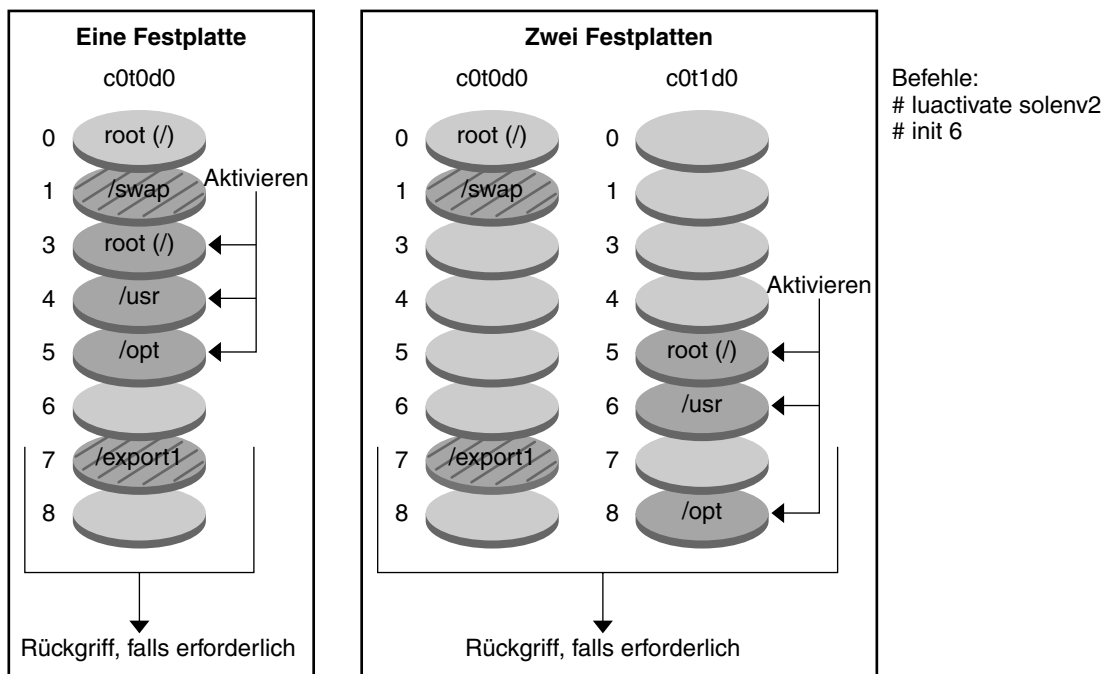 Eine Festplatte
c0t0d0
0 root (/)
1 /swap
Aktivieren
3 root (/)
4 /usr
5 /opt
6
7 /export1
8
Rückgriff, falls erforderlich
Zwei Festplatten
c0t0d0 c0t1d0
0 root (/) 0
1 /swap 1
3 3
4 4
Aktivieren
5 5 root (/)
6 6 /usr
7 /export1 7
8 8 /opt
Rückgriff, falls erforderlich
Befehle:
# luactivate solenv2
# init 6